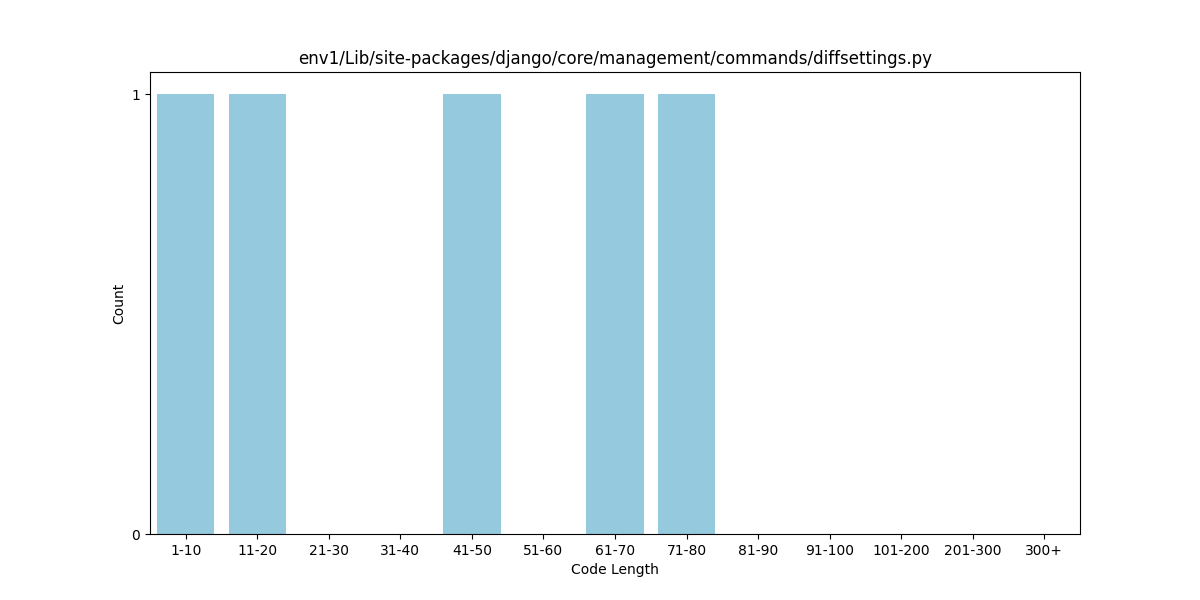 env1/Lib/site-packages/django/core/management/commands/diffsettings.py
1
Count
0
1-10 11-20 21-30 31-40 41-50 51-60 61-70 71-80 81-90 91-100 101-200 201-300 300+
Code Length